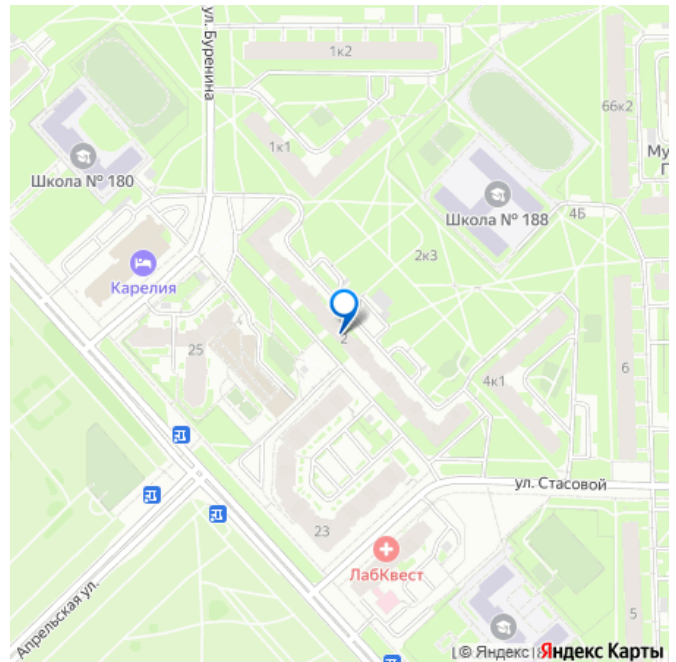 ул. Буренина
1к2
66к2
1к1
Му
П
Школа № 180
Школа № 188
4Б
2к3
Карелия
2
25
6
4к1
ул. Стасовой
23
ЛабКвест
5
Апрельская ул.
© Яндекс
Яндекс Карты